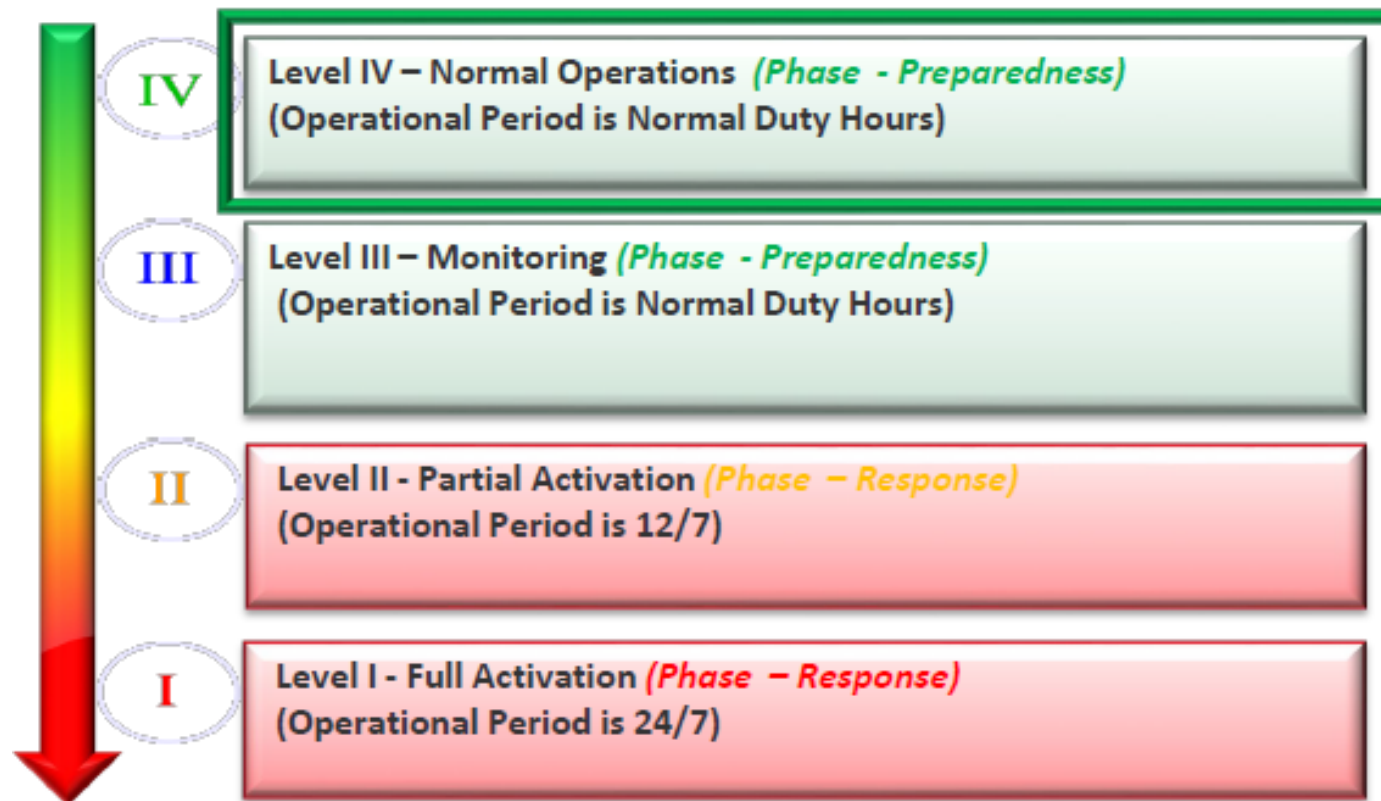 IV
Level IV – Normal Operations (Phase - Preparedness)
(Operational Period is Normal Duty Hours)
III
Level III – Monitoring (Phase - Preparedness)
(Operational Period is Normal Duty Hours)
II
Level II - Partial Activation (Phase – Response)
(Operational Period is 12/7)
I
Level I - Full Activation (Phase – Response)
(Operational Period is 24/7)